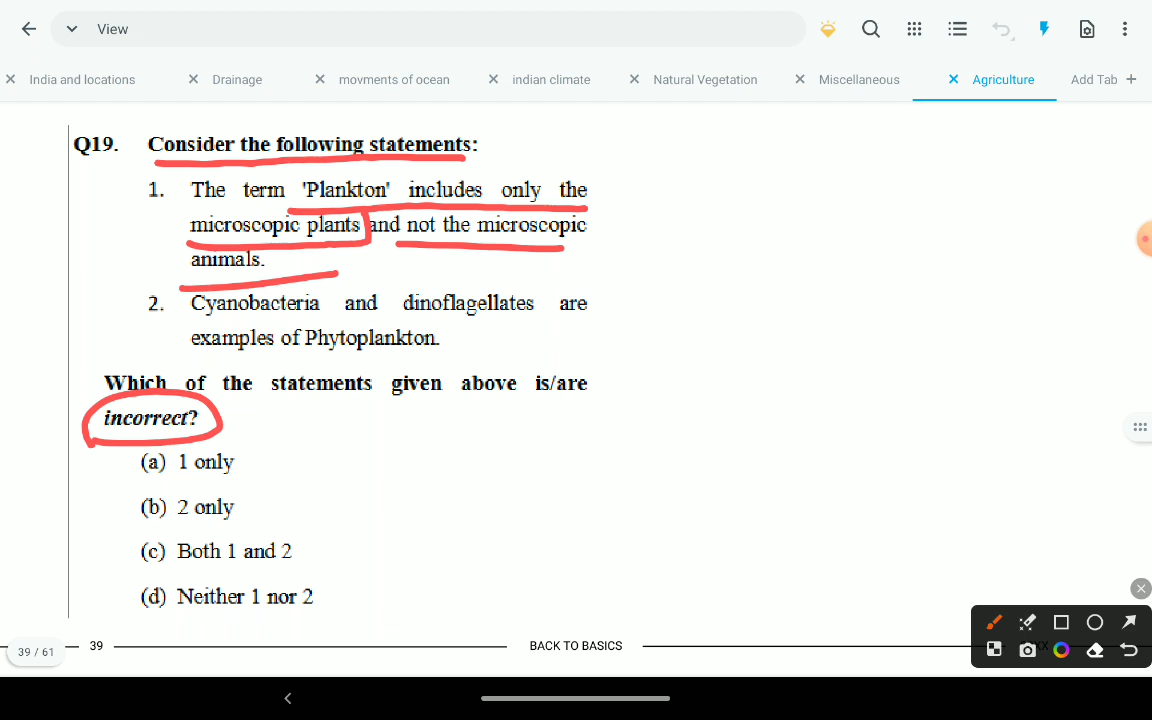 View
India and locations
Drainage
movments of ocean
indian climate
Natural Vegetation
Miscellaneous
Agriculture
Add Tab
Q19. Consider the following statements:
1. The term 'Plankton' includes only the
microscopic plants and not the microscopic
animals.
2. Cyanobacteria and dinoflagellates are
examples of Phytoplankton.
Which of the statements given above is/are
incorrect?
(a) 1 only
(b) 2 only
(c) Both 1 and 2
(d) Neither 1 nor 2
39 / 61
39
BACK TO BASICS